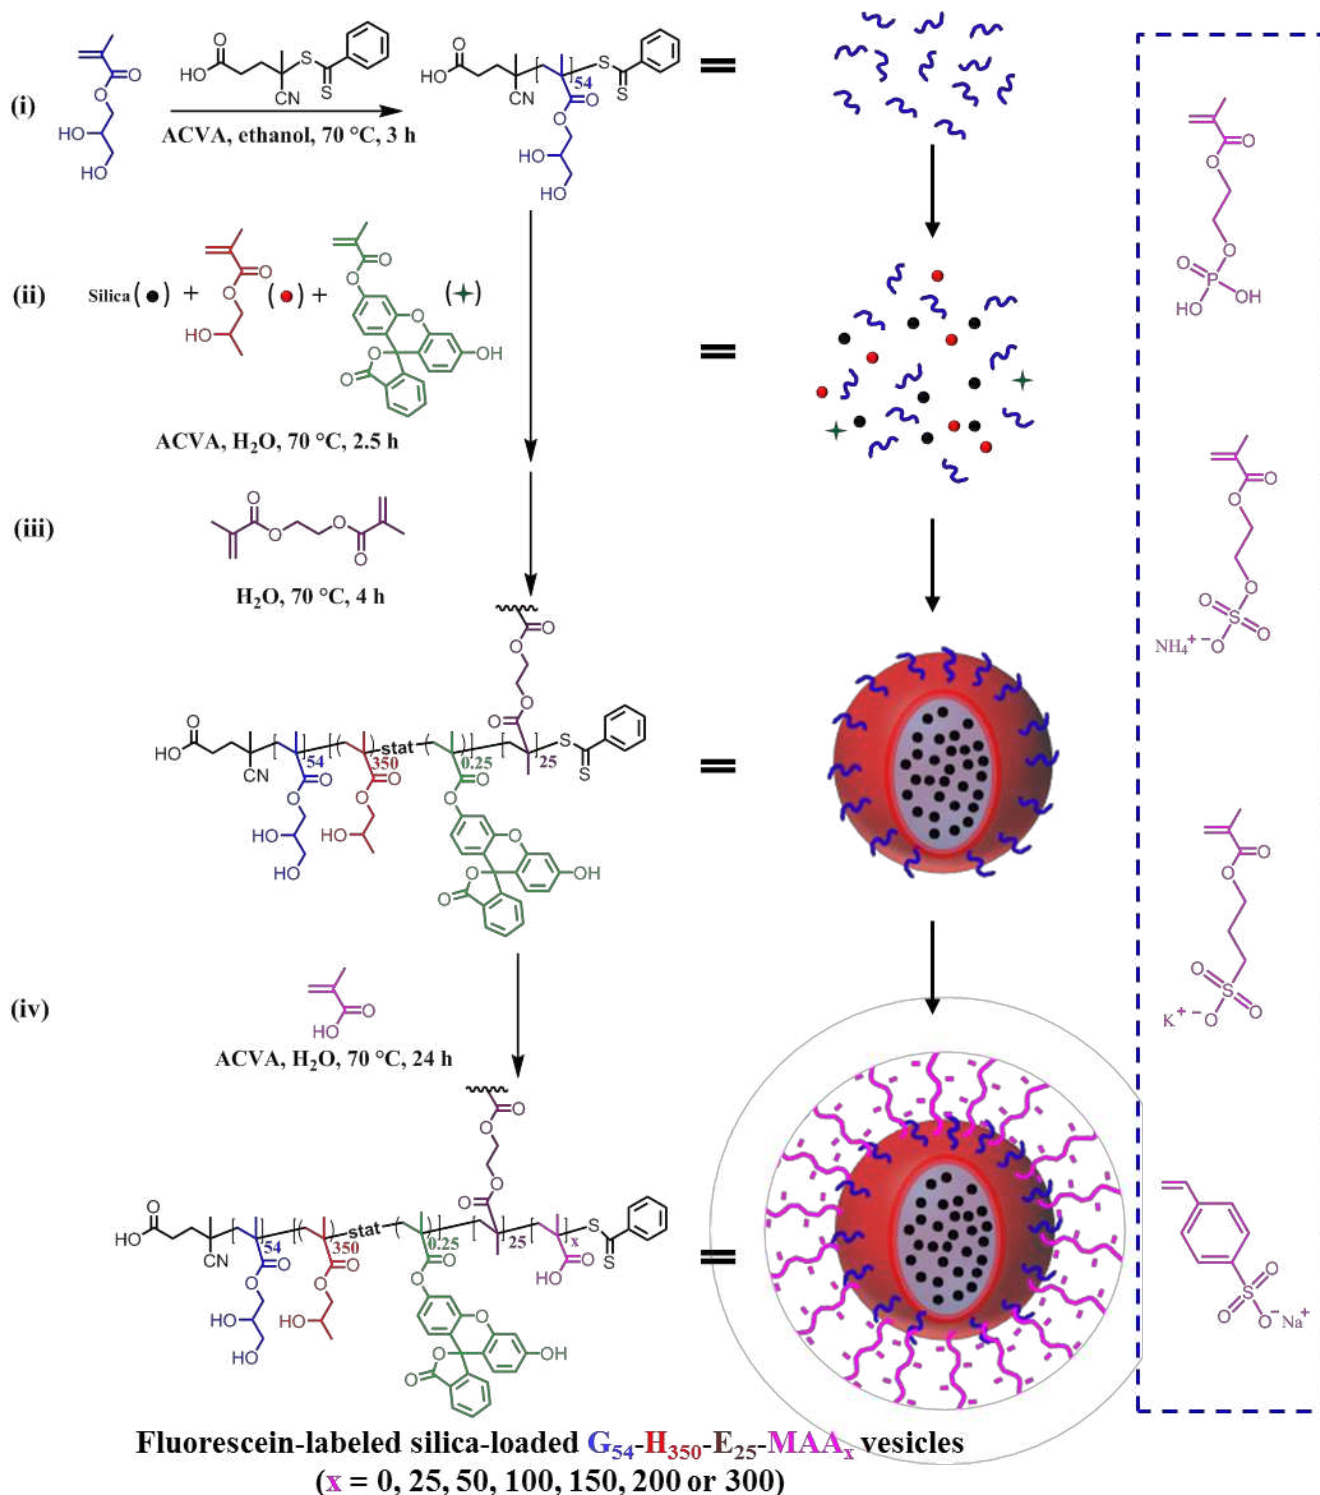 HO
O
CN
S
S
O
O
HO
HO
(i)
ACVA, ethanol, 70 °C, 3 h
HO
O
CN
54
S
S
O
O
HO
HO
=
(ii)
Silica (●) +
O
O
HO
(●) +
O
O
O
O
O
OH
(✦)
ACVA, H₂O, 70 °C, 2.5 h
=
(iii)
O
O
O
O
H₂O, 70 °C, 4 h
O
O
O
O
HO
O
CN
54
350
stat
0.25
25
S
S
O
O
HO
HO
O
O
HO
O
O
O
O
O
OH
=
(iv)
HO
O
ACVA, H₂O, 70 °C, 24 h
O
O
O
O
HO
O
CN
54
350
stat
0.25
25
x
S
S
O
O
HO
HO
O
O
HO
O
O
O
O
O
OH
HO
O
=
O
O
O
O
P
HO
OH
O
O
O
O
S
O
NH₄⁺ ⁻O
O
O
O
S
O
K⁺ ⁻O
O
S
O
O⁻Na⁺
Fluorescein-labeled silica-loaded G₅₄-H₃₅₀-E₂₅-MAAₓ vesicles
(x = 0, 25, 50, 100, 150, 200 or 300)